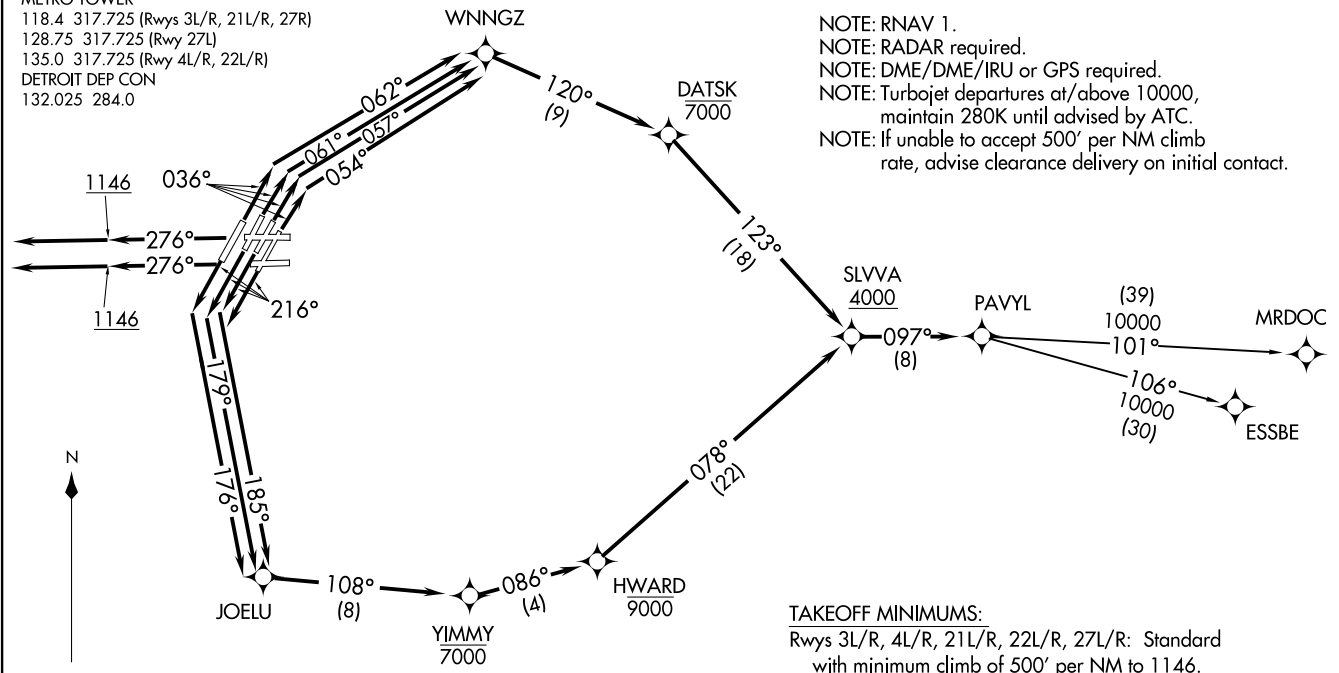 METRO TOWER
118.4 317.725 (Rwys 3L/R, 21L/R, 27R)
128.75 317.725 (Rwy 27L)
135.0 317.725 (Rwy 4L/R, 22L/R)
DETROIT DEP CON
132.025 284.0
NOTE: RNAV 1.
NOTE: RADAR required.
NOTE: DME/DME/IRU or GPS required.
NOTE: Turbojet departures at/above 10000,
maintain 280K until advised by ATC.
NOTE: If unable to accept 500' per NM climb
rate, advise clearance delivery on initial contact.
WNNGZ
120°
(9)
DATSK
7000
062°
061°
057°
054°
1146
036°
276°
276°
1146
216°
123°
(18)
SLVVA
4000
097°
(8)
PAVYL
(39)
10000
101°
MRDOC
106°
10000
(30)
ESSBE
179°
176°
185°
078°
(22)
N
JOELU
108°
(8)
YIMMY
7000
086°
(4)
HWARD
9000
TAKEOFF MINIMUMS:
Rwys 3L/R, 4L/R, 21L/R, 22L/R, 27L/R: Standard
with minimum climb of 500' per NM to 1146.